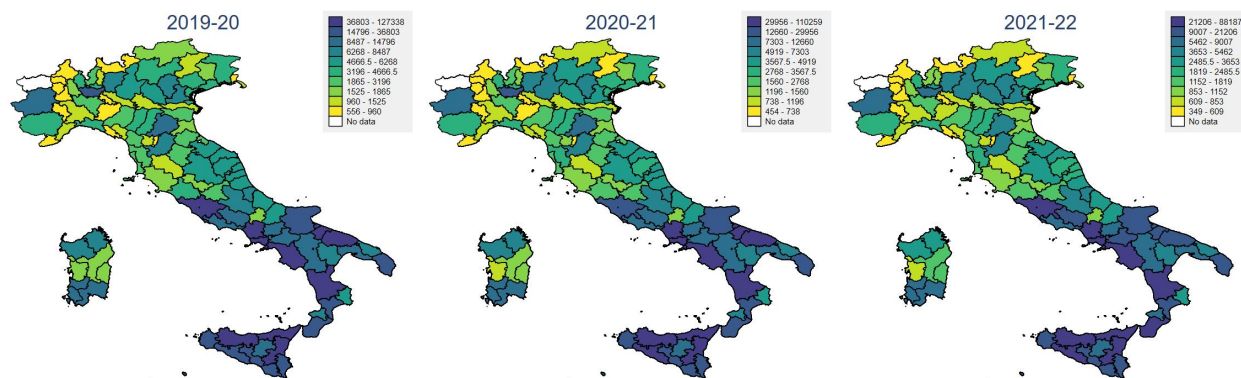 2019-20
36803 - 127338
14796 - 36803
8487 - 14796
6268 - 8487
4666.5 - 6268
3196 - 4666.5
1865 - 3196
1525 - 1865
960 - 1525
556 - 960
No data
2020-21
29956 - 110259
12660 - 29956
7303 - 12660
4919 - 7303
3567.5 - 4919
2768 - 3567.5
1560 - 2768
1196 - 1560
738 - 1196
454 - 738
No data
2021-22
21206 - 88187
9007 - 21206
5462 - 9007
3653 - 5462
2485.5 - 3653
1819 - 2485.5
1152 - 1819
853 - 1152
609 - 853
349 - 609
No data